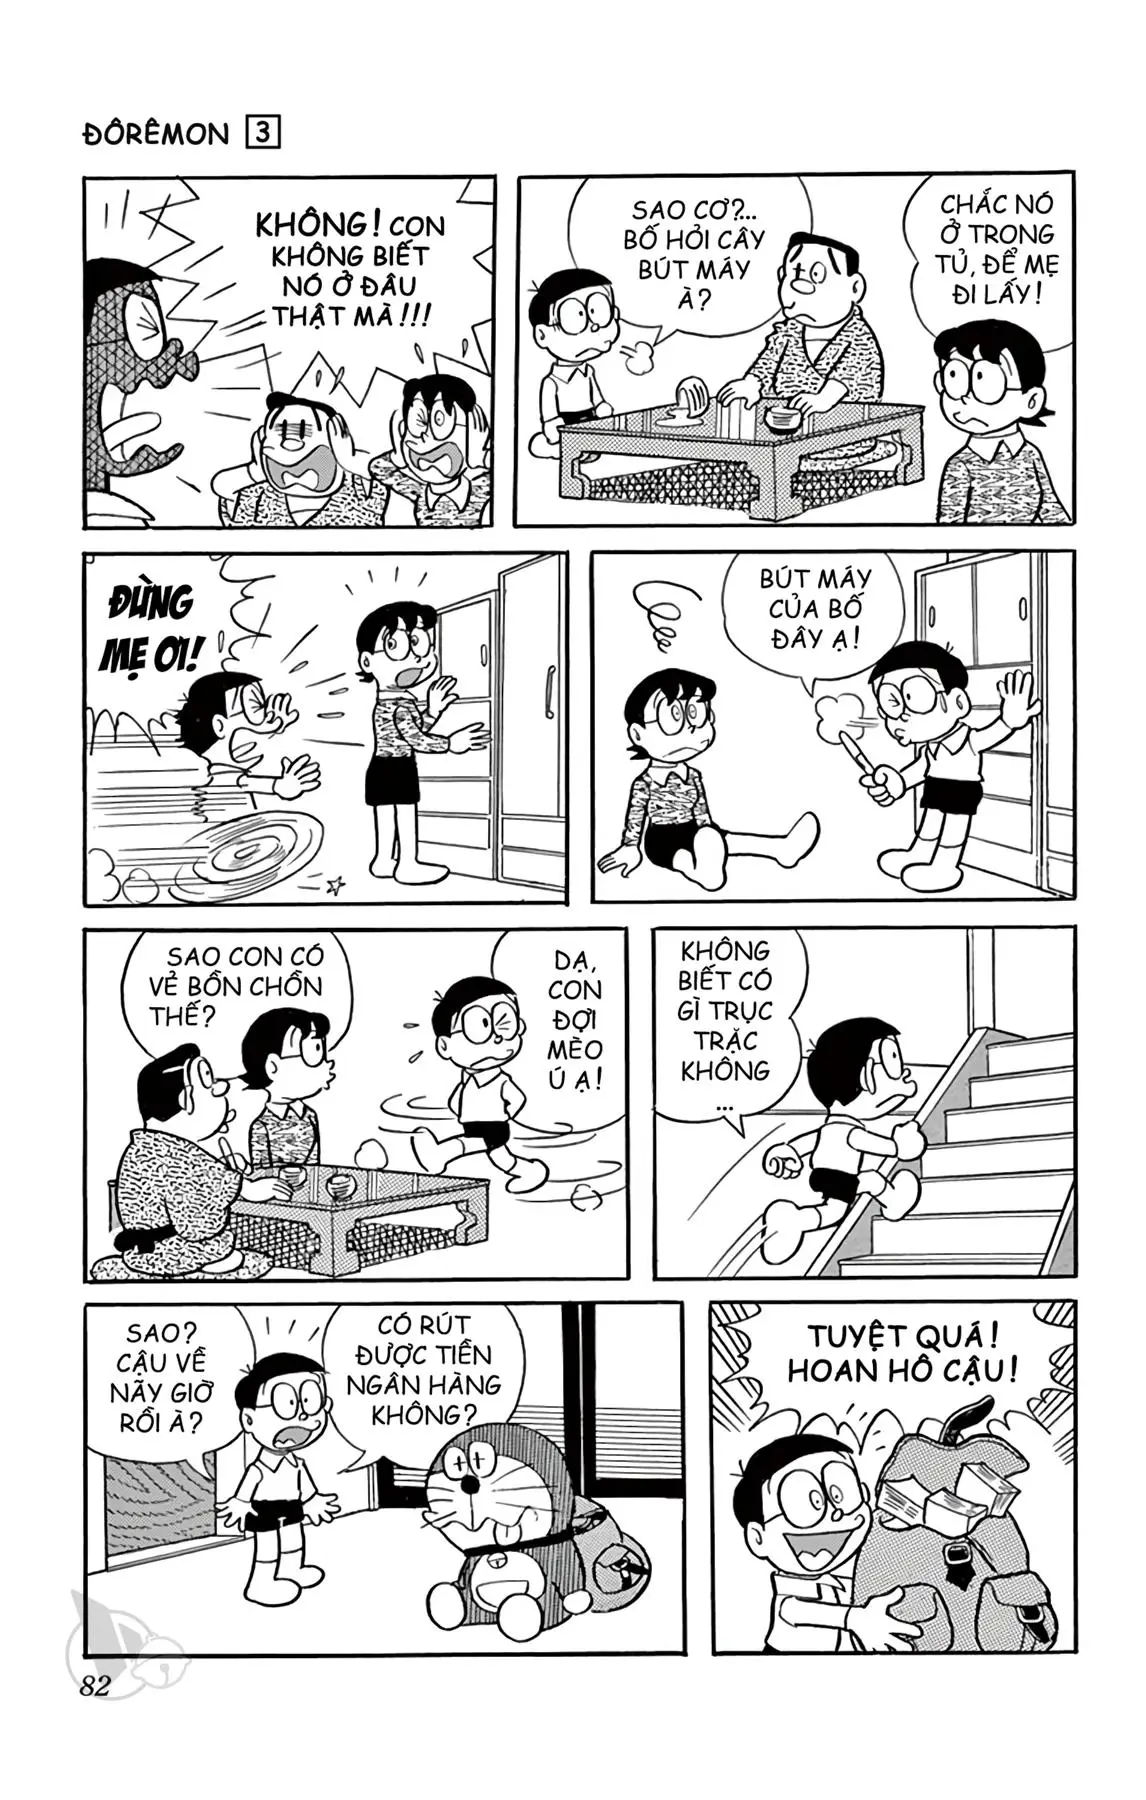 ĐÔRÊMON 3
KHÔNG! CON
KHÔNG BIẾT
NÓ Ở ĐÂU
THẬT MÀ!!!
SAO CƠ?...
BỐ HỎI CÂY
BÚT MÁY
À?
CHẮC NÓ
Ở TRONG
TỦ, ĐỂ MẸ
ĐI LẤY!
ĐỪNG
MẸ ƠI!
BÚT MÁY
CỦA BỐ
ĐÂY Ạ!
SAO CON CÓ
VẺ BỒN CHỒN
THẾ?
DẠ,
CON
ĐỢI
MÈO
Ú Ạ!
KHÔNG
BIẾT CÓ
GÌ TRỤC
TRẶC
KHÔNG
...
SAO?
CẬU VỀ
NÃY GIỜ
RỒI À?
CÓ RÚT
ĐƯỢC TIỀN
NGÂN HÀNG
KHÔNG?
TUYỆT QUÁ!
HOAN HÔ CẬU!
82